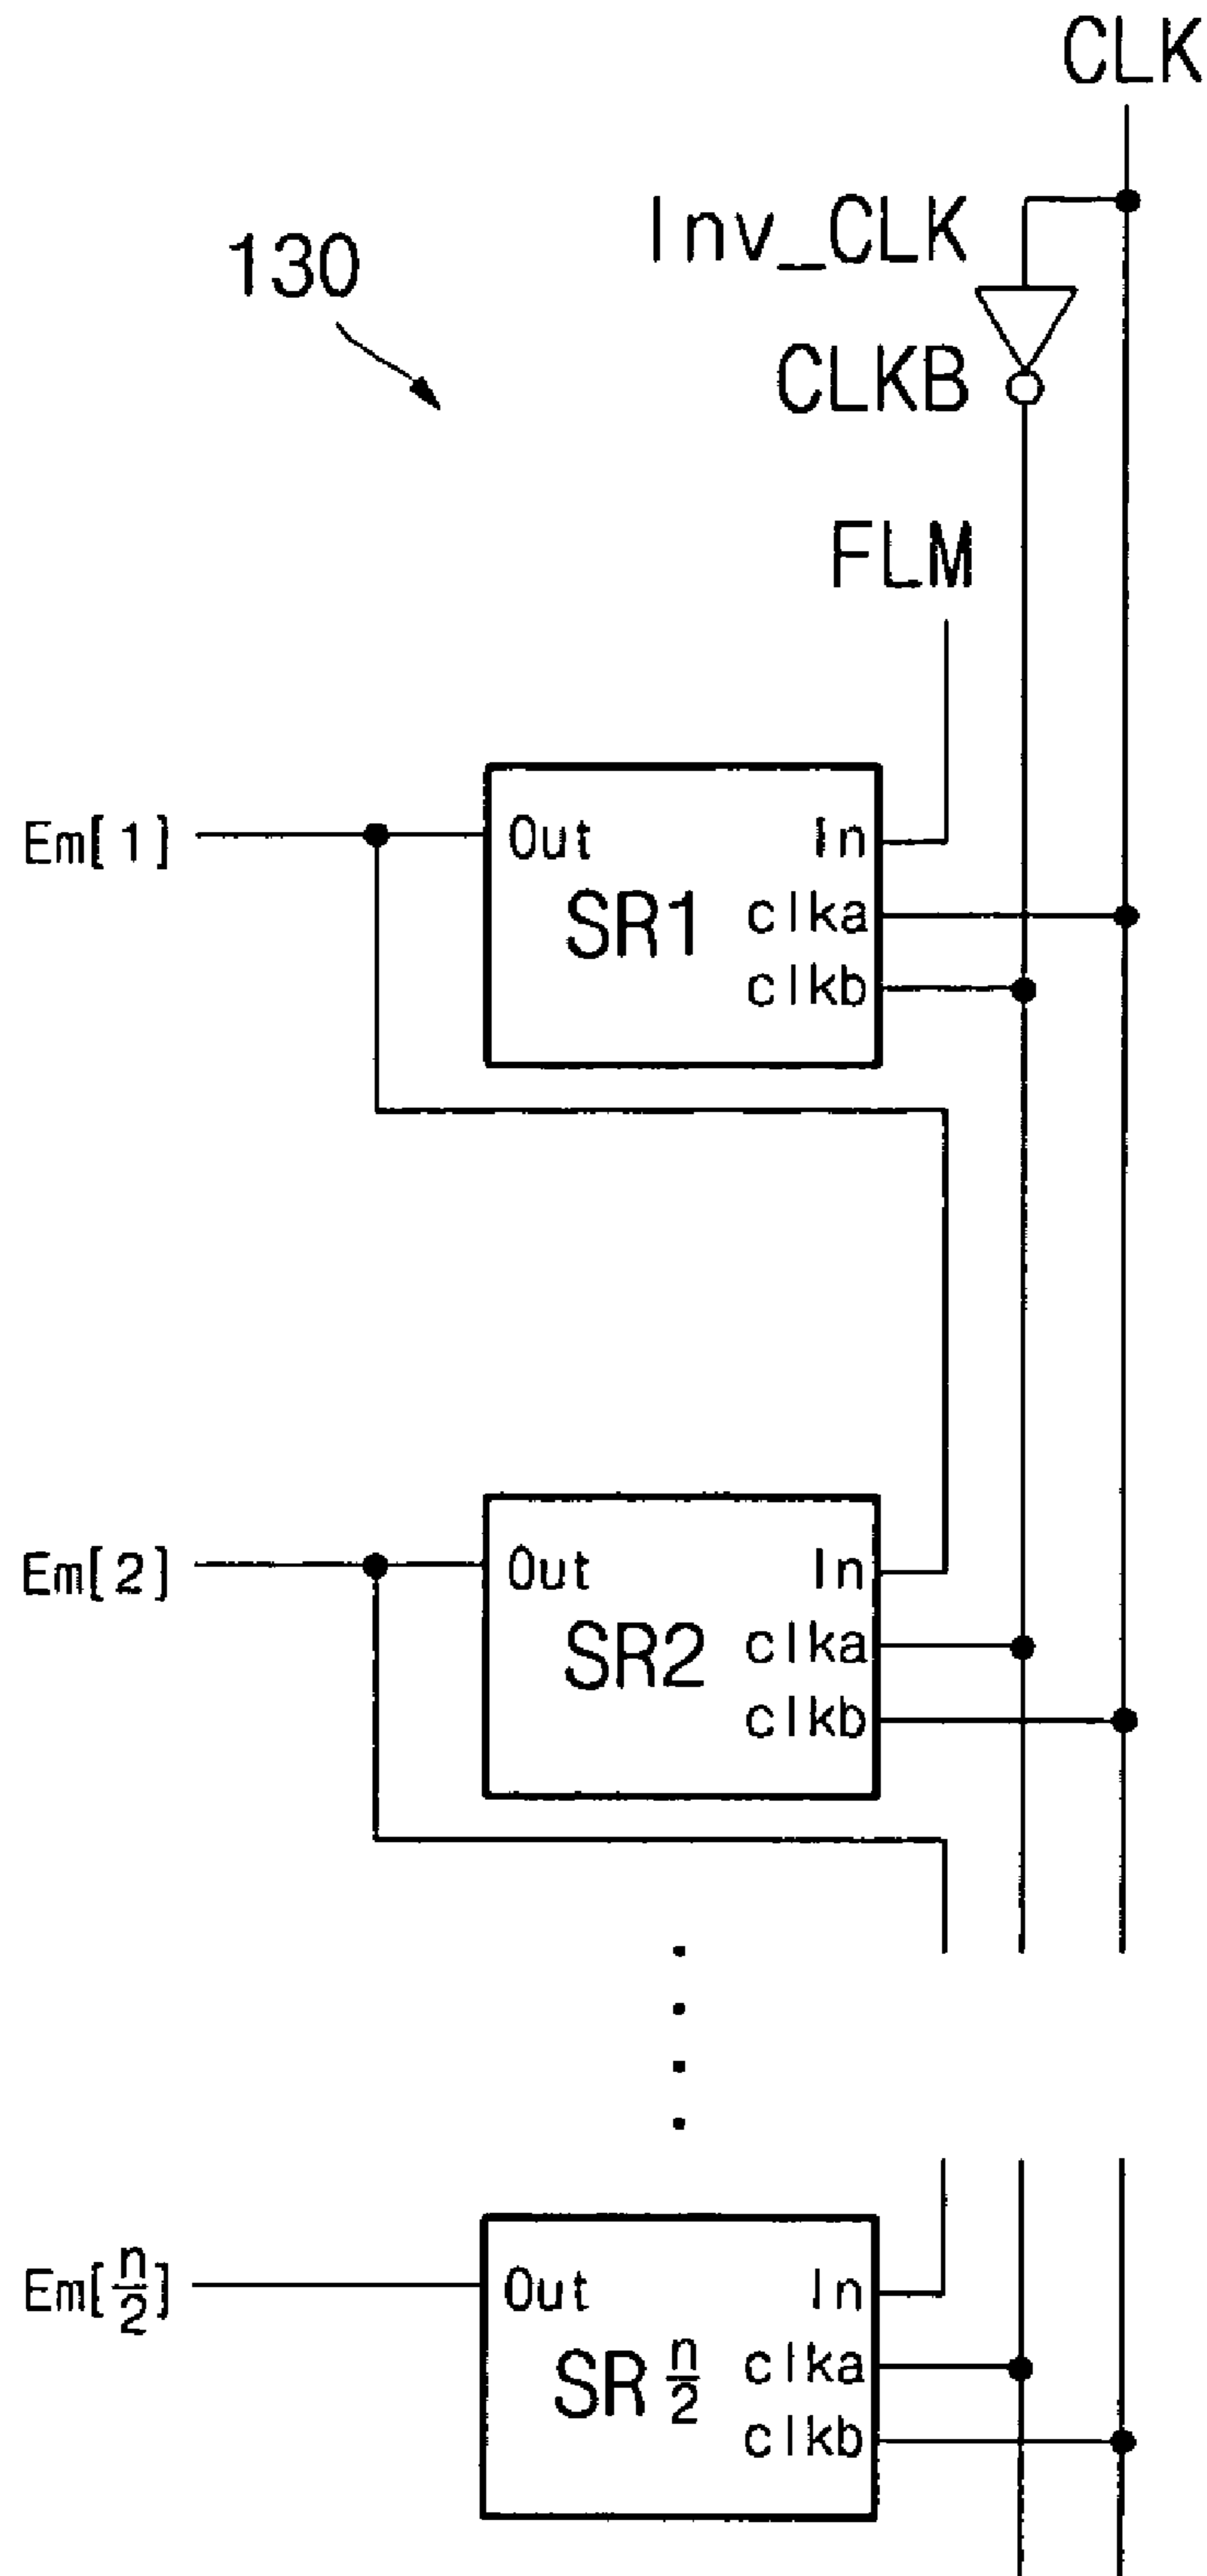 CLK
Inv_CLK
130
CLKB
FLM
Em[1]
Out
In
SR1
clka
clkb
Em[2]
Out
In
SR2
clka
clkb
Em[n/2]
Out
In
SR n/2
clka
clkb